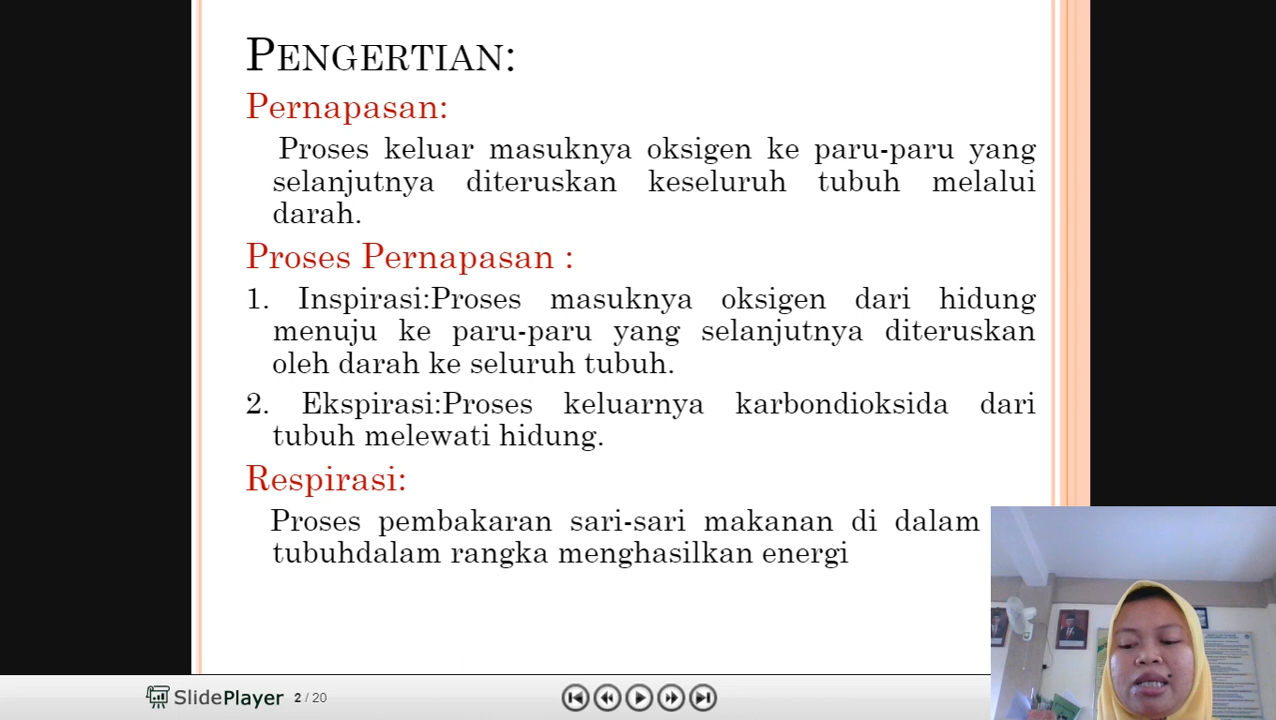 PENGERTIAN:
Pernapasan:
Proses keluar masuknya oksigen ke paru-paru yang
selanjutnya diteruskan keseluruh tubuh melalui
darah.
Proses Pernapasan :
1. Inspirasi:Proses masuknya oksigen dari hidung
menuju ke paru-paru yang selanjutnya diteruskan
oleh darah ke seluruh tubuh.
2. Ekspirasi:Proses keluarnya karbondioksida dari
tubuh melewati hidung.
Respirasi:
Proses pembakaran sari-sari makanan di dalam
tubuhdalam rangka menghasilkan energi
SlidePlayer 2 / 20